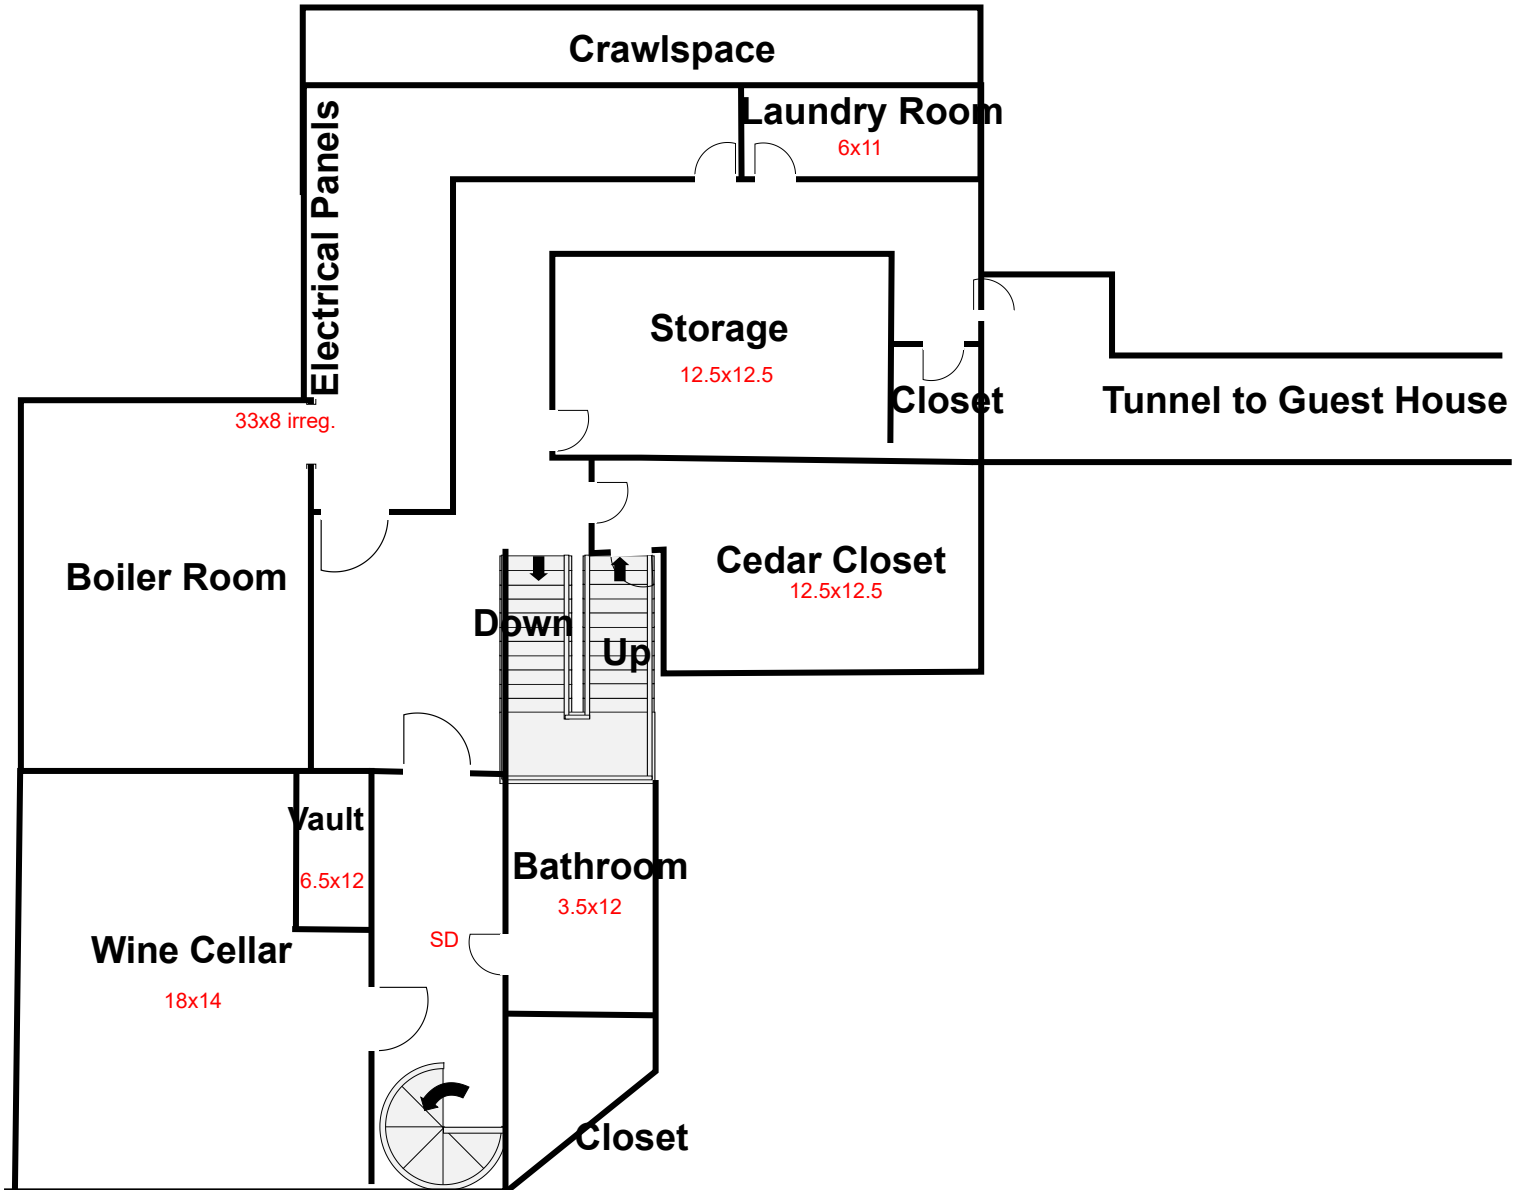 Crawlspace
Laundry Room
6x11
Electrical Panels
Storage
12.5x12.5
Closet
Tunnel to Guest House
33x8 irreg.
Boiler Room
Cedar Closet
12.5x12.5
Down
Up
Vault
6.5x12
Bathroom
3.5x12
SD
Wine Cellar
18x14
Closet